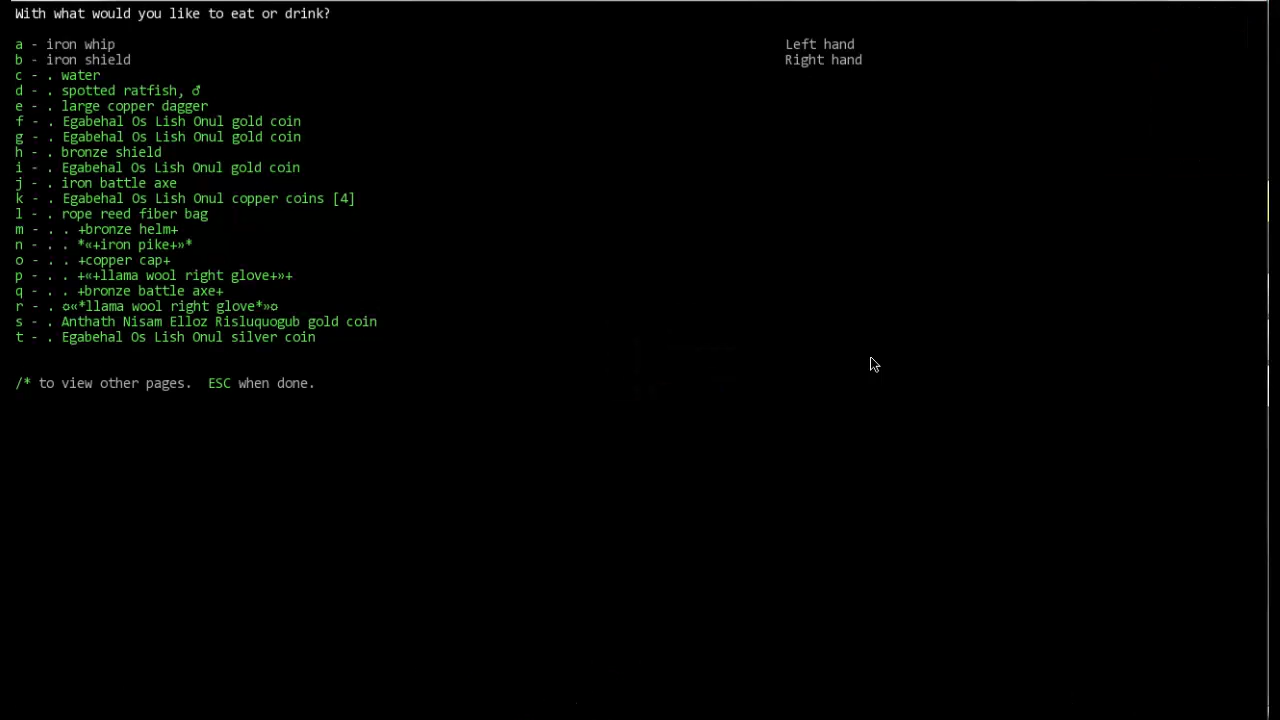 With what would you like to eat or drink?
a - iron whip Left hand
b - iron shield Right hand
c - . water
d - . spotted ratfish, ♂
e - . large copper dagger
f - . Egabehal Os Lish Onul gold coin
g - . Egabehal Os Lish Onul gold coin
h - . bronze shield
i - . Egabehal Os Lish Onul gold coin
j - . iron battle axe
k - . Egabehal Os Lish Onul copper coins [4]
l - . rope reed fiber bag
m - . . +bronze helm+
n - . . *«+iron pike+»*
o - . . +copper cap+
p - . . +«+llama wool right glove+»+
q - . . +bronze battle axe+
r - . ☼«*llama wool right glove*»☼
s - . Anthath Nisam Elloz Risluquogub gold coin
t - . Egabehal Os Lish Onul silver coin
/* to view other pages. ESC when done.